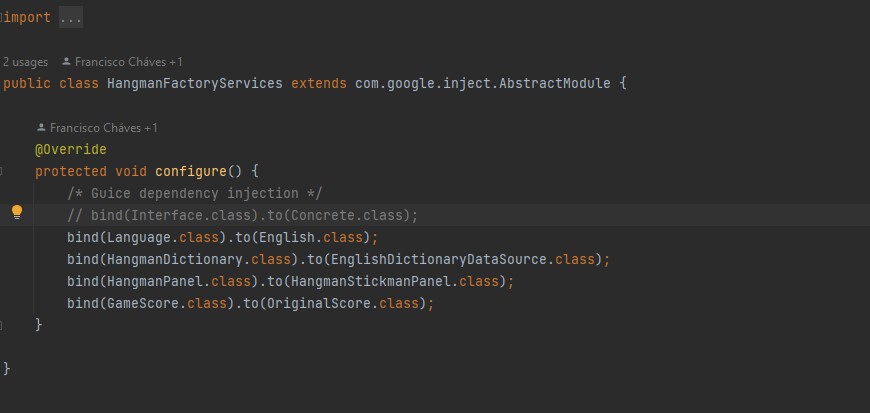 import ...
2 usages Francisco Cháves +1
public class HangmanFactoryServices extends com.google.inject.AbstractModule {
Francisco Cháves +1
@Override
protected void configure() {
/* Guice dependency injection */
// bind(Interface.class).to(Concrete.class);
bind(Language.class).to(English.class);
bind(HangmanDictionary.class).to(EnglishDictionaryDataSource.class);
bind(HangmanPanel.class).to(HangmanStickmanPanel.class);
bind(GameScore.class).to(OriginalScore.class);
}
}